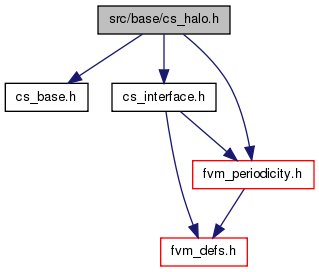 src/base/cs_halo.h
cs_base.h
cs_interface.h
fvm_periodicity.h
fvm_defs.h